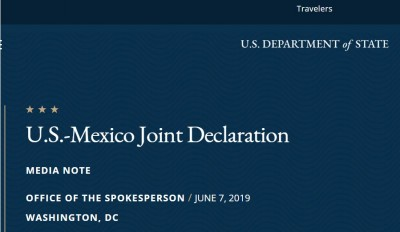 Travelers
U.S. DEPARTMENT of STATE
★ ★ ★
U.S.-Mexico Joint Declaration
MEDIA NOTE
OFFICE OF THE SPOKESPERSON / JUNE 7, 2019
WASHINGTON, DC